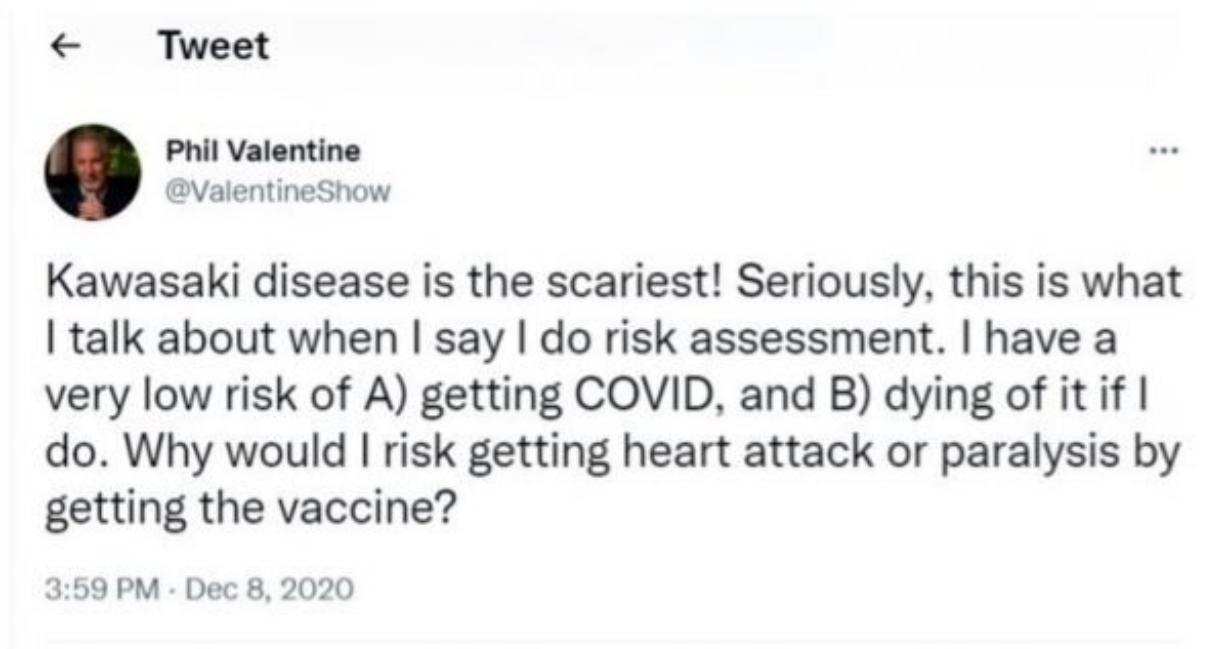 ← Tweet
Phil Valentine
@ValentineShow
...
Kawasaki disease is the scariest! Seriously, this is what
I talk about when I say I do risk assessment. I have a
very low risk of A) getting COVID, and B) dying of it if I
do. Why would I risk getting heart attack or paralysis by
getting the vaccine?
3:59 PM · Dec 8, 2020